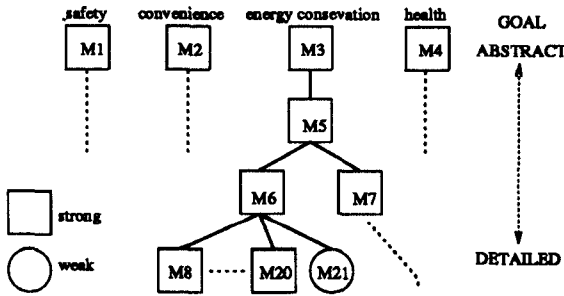 safety convenience energy consevation health GOAL
M1 M2 M3 M4 ABSTRACT
M5
M6 M7
strong
weak M8 M20 M21 DETAILED